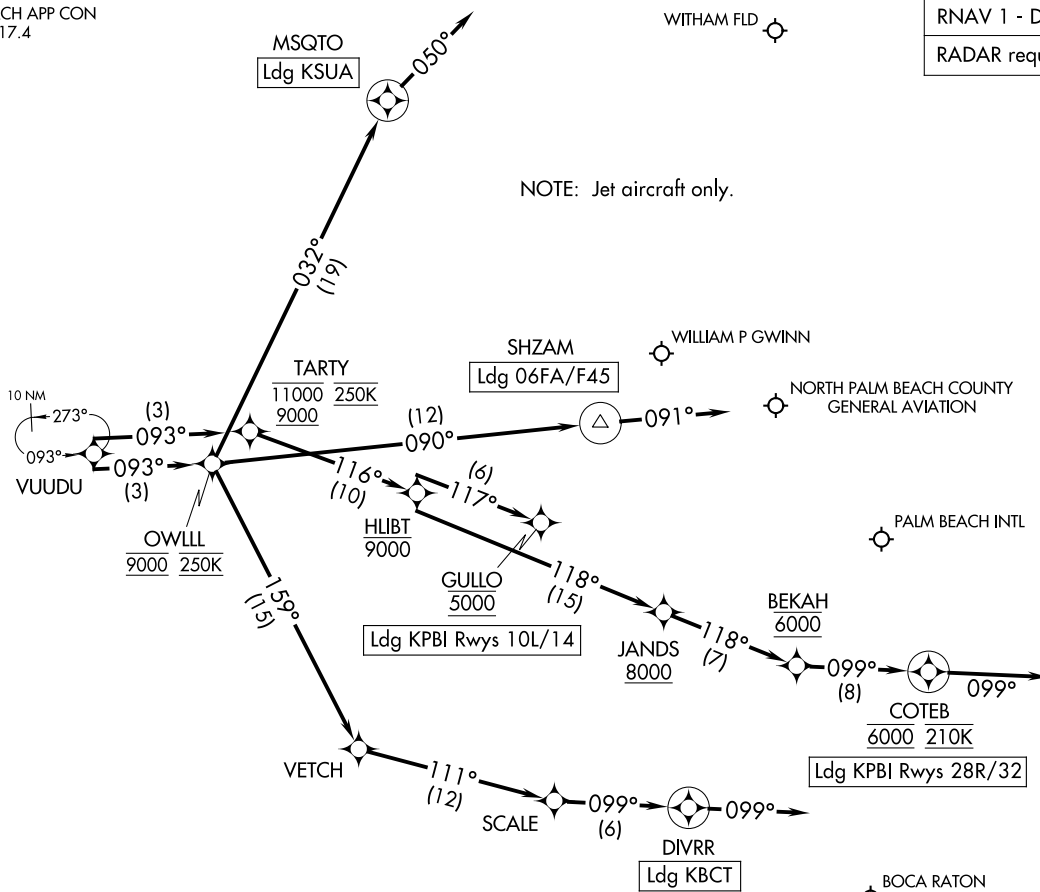 CH APP CON
17.4
WITHAM FLD
RNAV 1 - D
RADAR requ
MSQTO
Ldg KSUA
050°
NOTE: Jet aircraft only.
032°
(19)
SHZAM
Ldg 06FA/F45
WILLIAM P GWINN
TARTY
11000 250K
9000
NORTH PALM BEACH COUNTY
GENERAL AVIATION
10 NM
273°
093°
VUUDU
(3)
093°
093°
(3)
(12)
090°
091°
OWLLL
9000 250K
116°
(10)
HLIBT
9000
(6)
117°
GULLO
5000
Ldg KPBI Rwys 10L/14
PALM BEACH INTL
118°
(15)
JANDS
8000
118°
(7)
BEKAH
6000
099°
(8)
COTEB
6000 210K
099°
Ldg KPBI Rwys 28R/32
159°
(15)
VETCH
111°
(12)
SCALE
099°
(6)
DIVRR
Ldg KBCT
099°
BOCA RATON